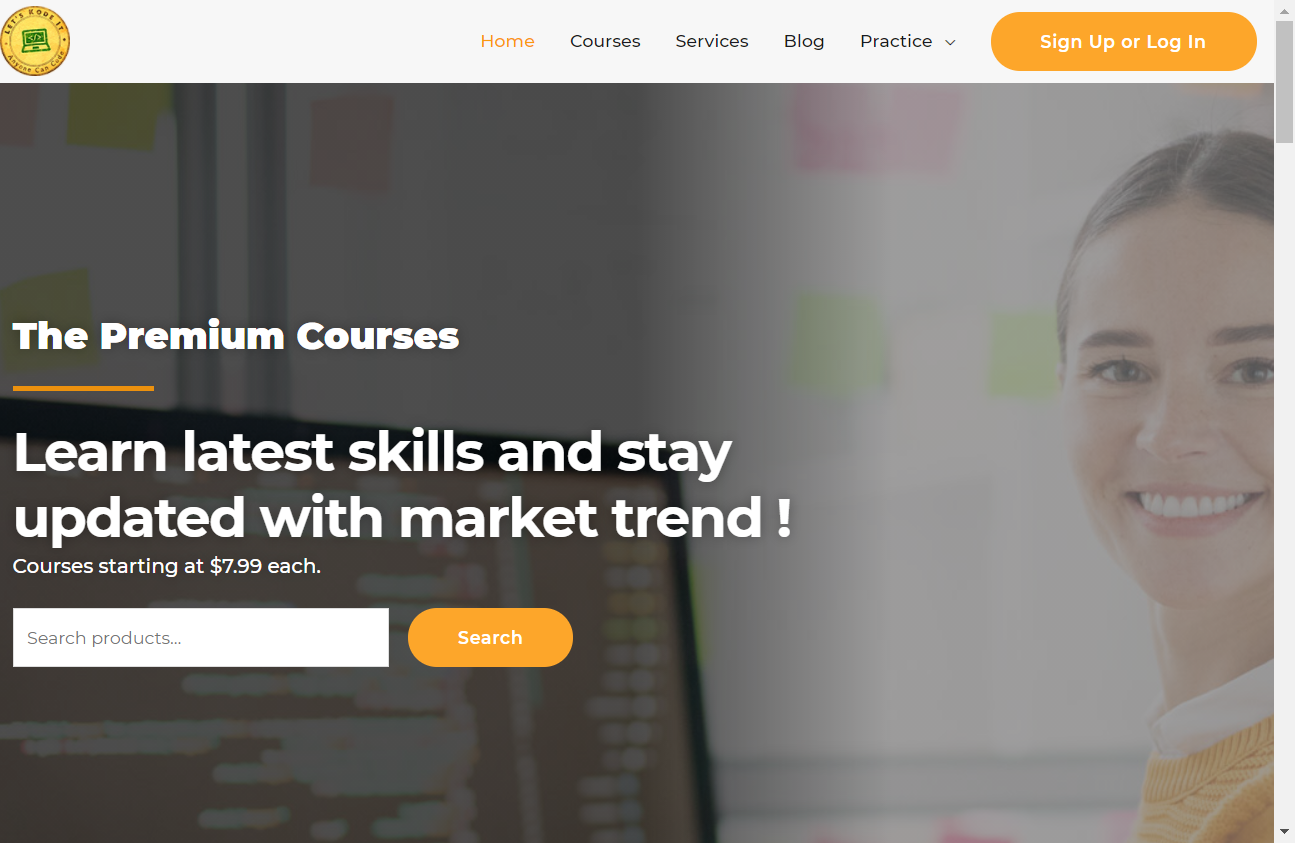 LET'S KODE IT
Anyone Can Code
Home
Courses
Services
Blog
Practice
Sign Up or Log In
The Premium Courses
Learn latest skills and stay
updated with market trend !
Courses starting at $7.99 each.
Search products...
Search